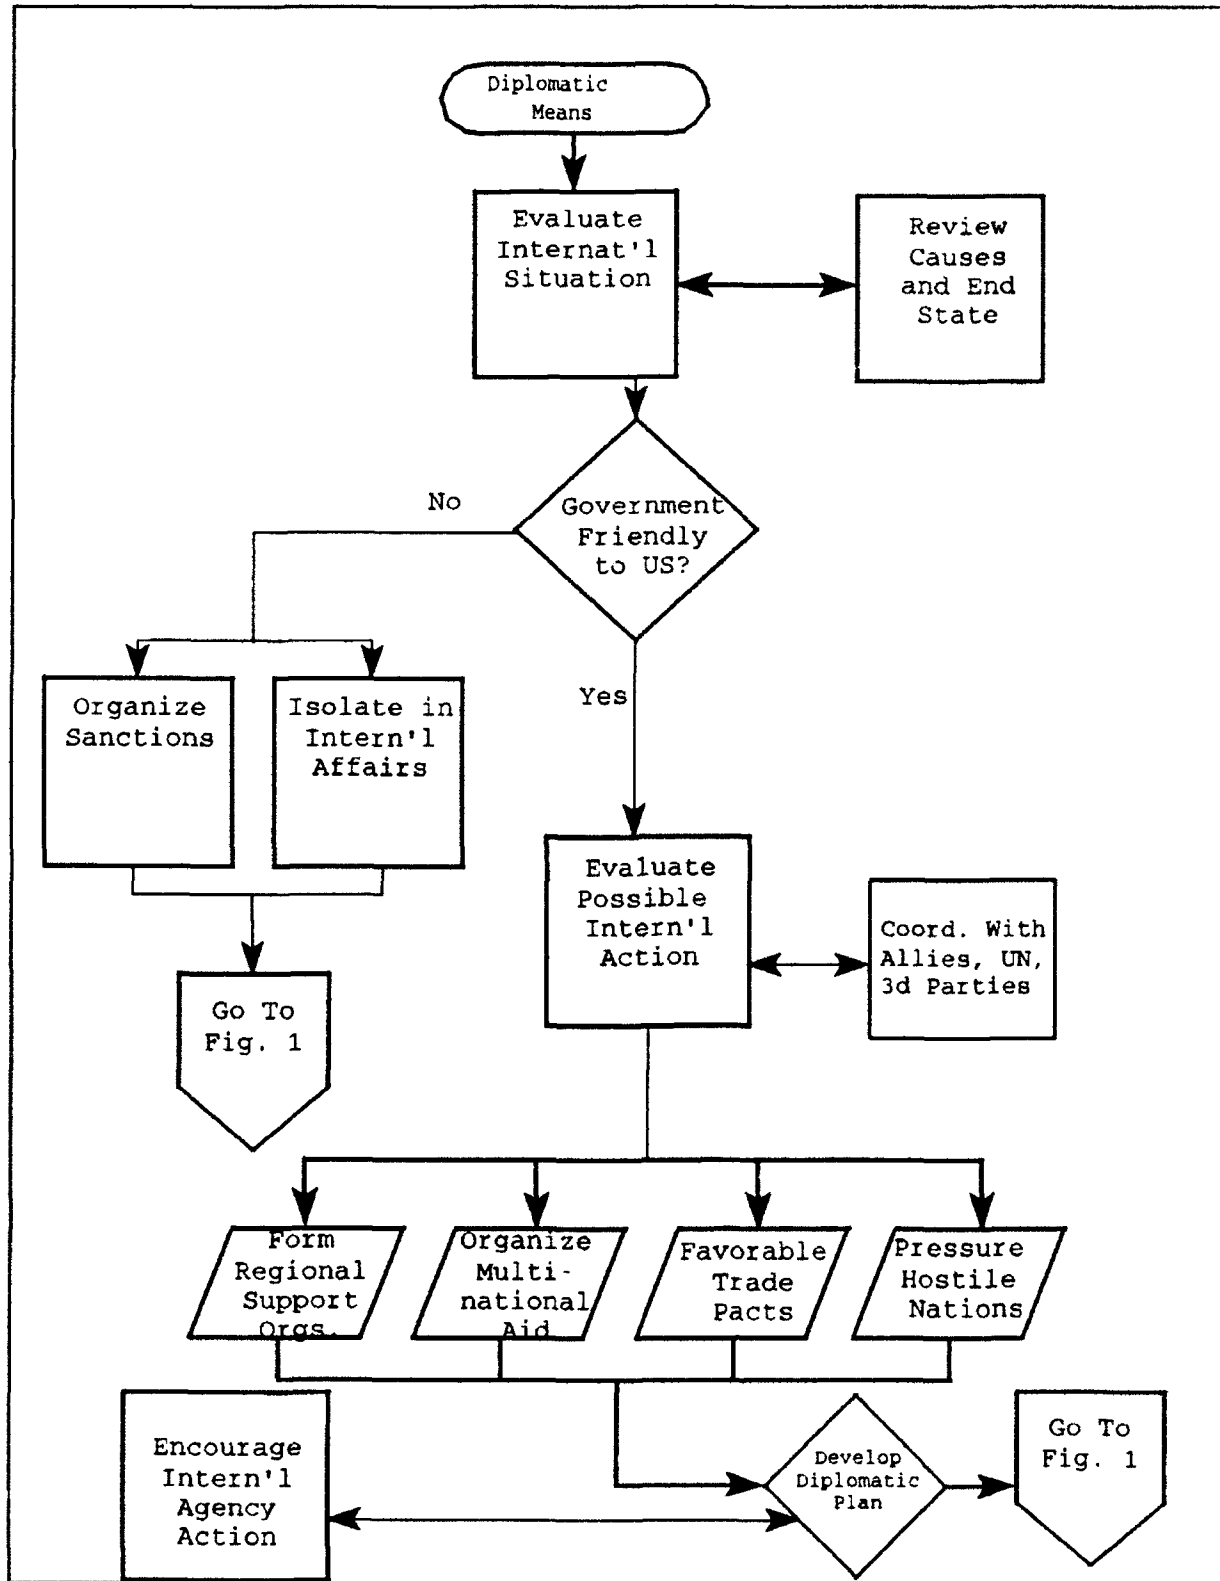 Diplomatic
Means
Evaluate
Internat'l
Situation
Review
Causes
and End
State
No
Government
Friendly
to US?
Yes
Organize
Sanctions
Isolate in
Intern'l
Affairs
Evaluate
Possible
Intern'l
Action
Coord. With
Allies, UN,
3d Parties
Go To
Fig. 1
Form
Regional
Support
Orgs.
Organize
Multi-
national
Aid
Favorable
Trade
Pacts
Pressure
Hostile
Nations
Encourage
Intern'l
Agency
Action
Develop
Diplomatic
Plan
Go To
Fig. 1